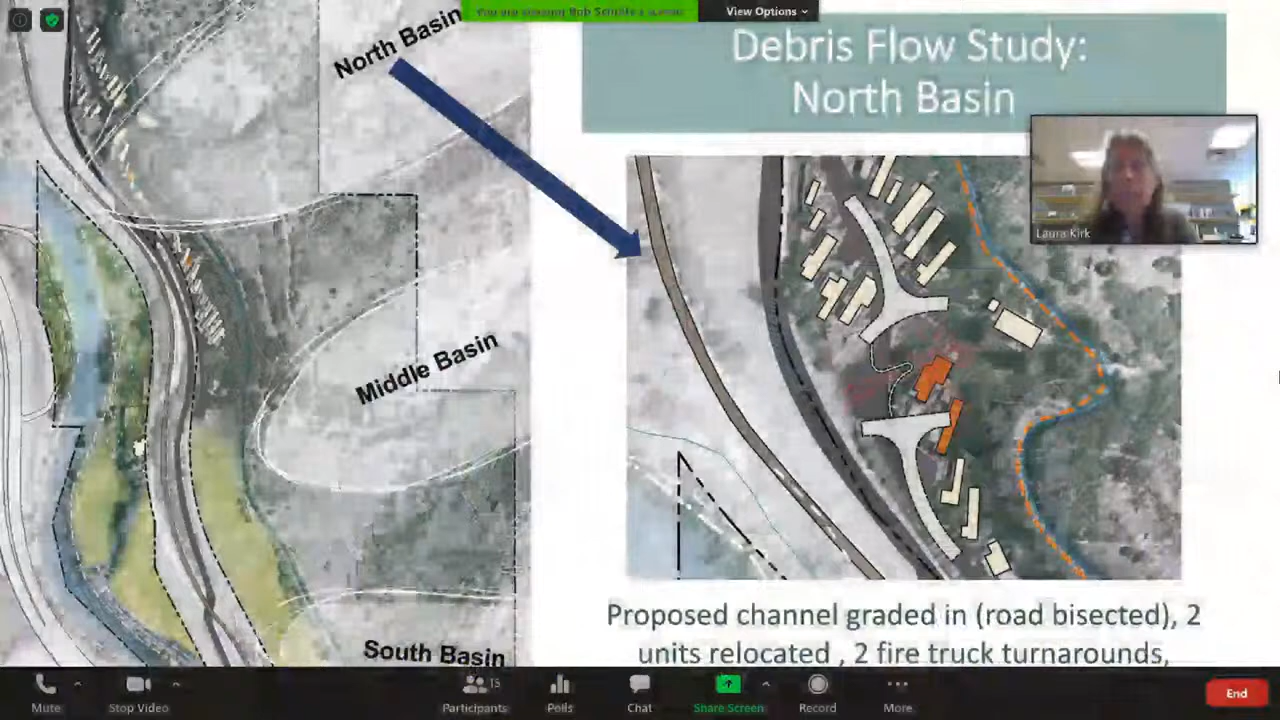 View Options
North Basin
Debris Flow Study:
North Basin
Laura Kirk
Middle Basin
South Basin
Proposed channel graded in (road bisected), 2
units relocated , 2 fire truck turnarounds,
Mute
Stop Video
15
Participants
Polls
Chat
Share Screen
Record
More
End